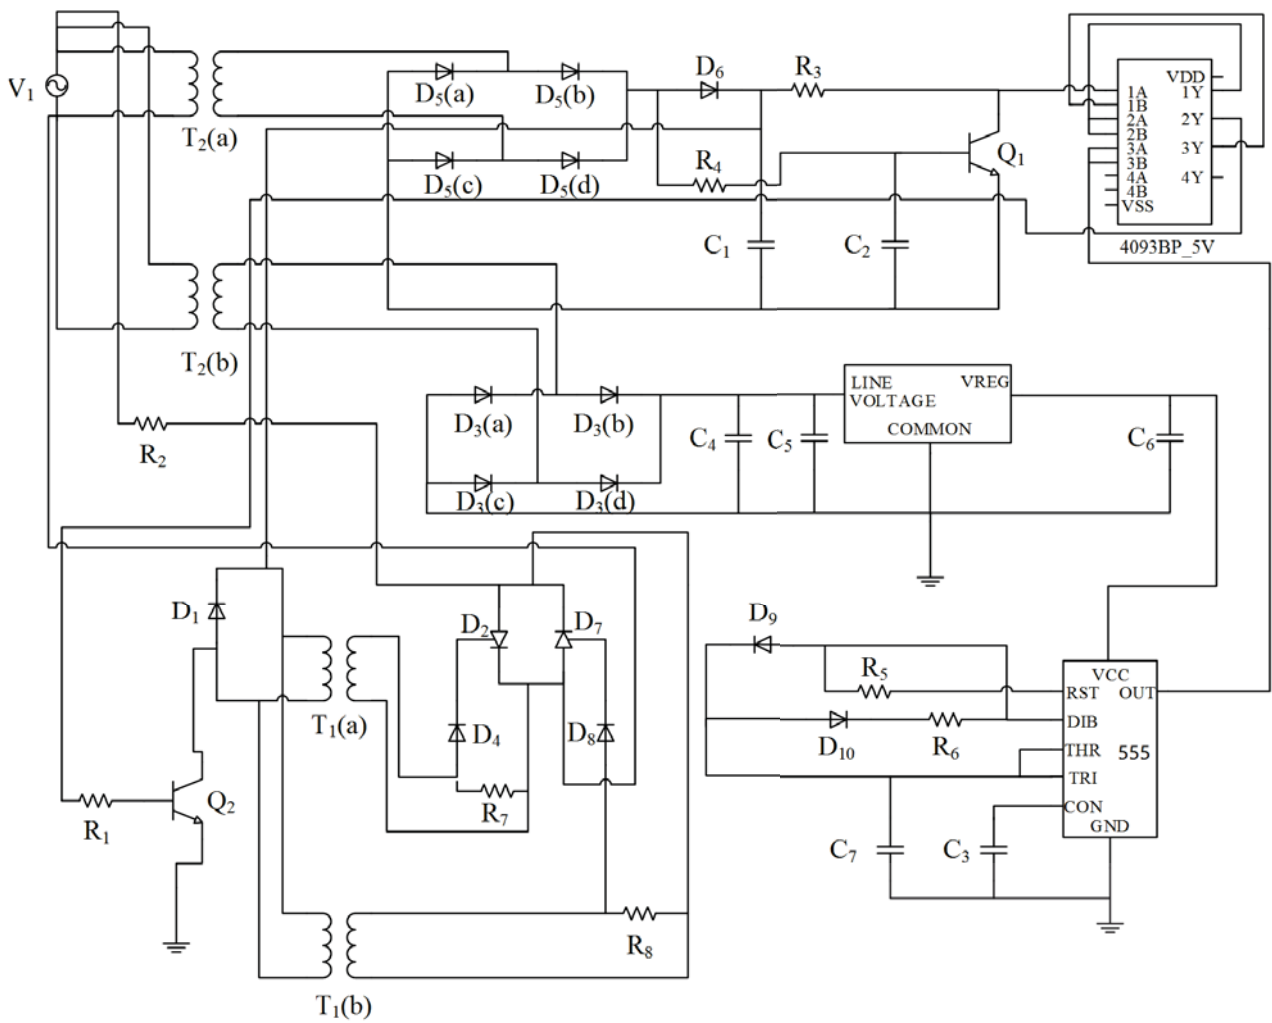 V₁
T₂(a)
D₅(a)
D₅(b)
D₅(c)
D₅(d)
D₆
R₃
R₄
Q₁
C₁
C₂
VDD
1A
1Y
1B
2A
2Y
2B
3A
3Y
3B
4A
4Y
4B
VSS
4093BP_5V
T₂(b)
R₂
D₃(a)
D₃(b)
D₃(c)
D₃(d)
C₄
C₅
LINE VREG
VOLTAGE
COMMON
C₆
D₁
D₂
D₇
T₁(a)
D₄
D₈
R₇
R₁
Q₂
R₈
T₁(b)
D₉
R₅
D₁₀
R₆
VCC
RST OUT
DIB
THR 555
TRI
CON
GND
C₇
C₃